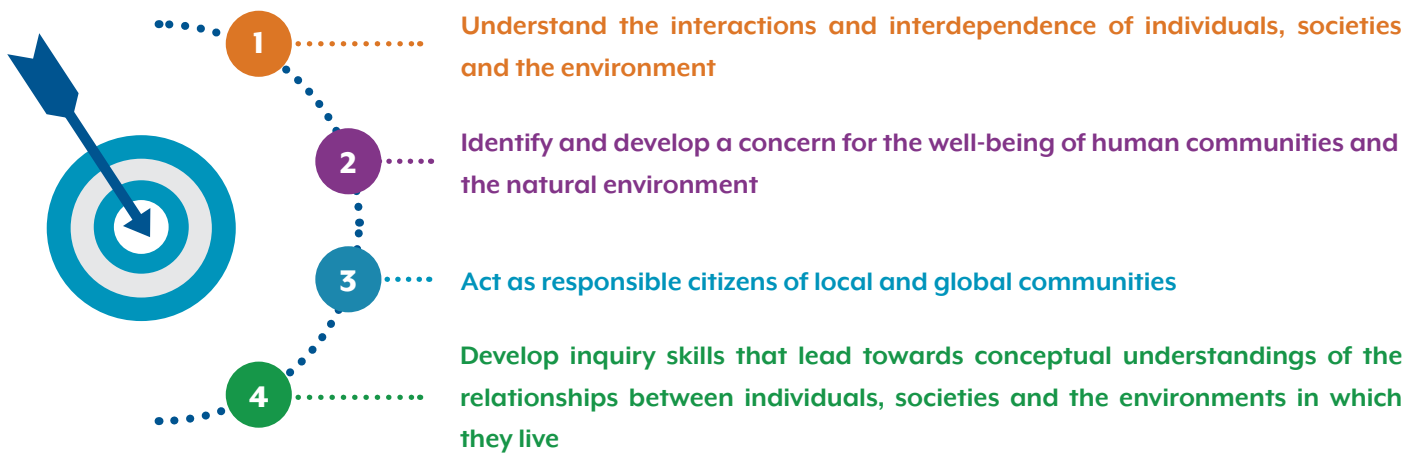 1
Understand the interactions and interdependence of individuals, societies
and the environment
2
Identify and develop a concern for the well-being of human communities and
the natural environment
3
Act as responsible citizens of local and global communities
4
Develop inquiry skills that lead towards conceptual understandings of the
relationships between individuals, societies and the environments in which
they live